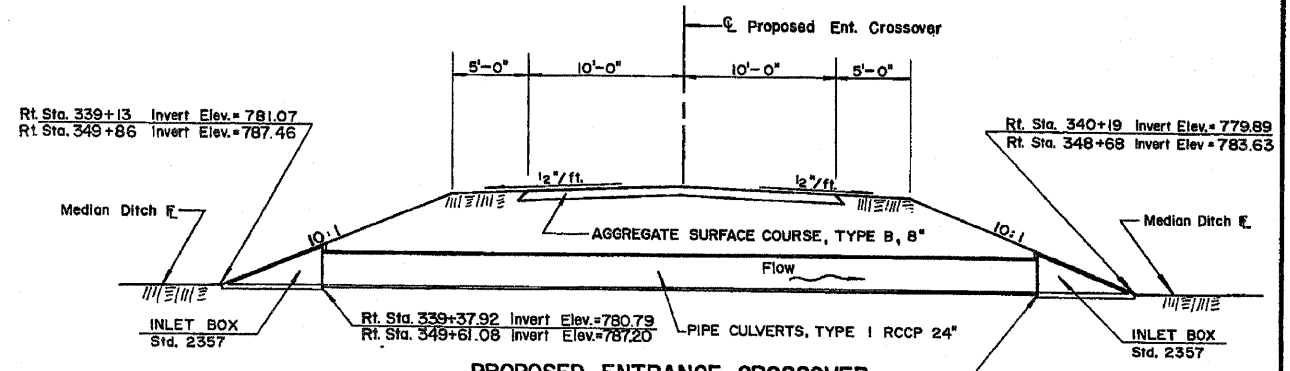 ℄ Proposed Ent. Crossover
5'-0" 10'-0" 10'-0" 5'-0"
Rt. Sta. 339+13 Invert Elev.= 781.07
Rt. Sta. 349+86 Invert Elev.=787.46
Rt. Sta. 340+19 Invert Elev.= 779.89
Rt. Sta. 348+68 Invert Elev = 783.63
1/2"/ft. 1/2"/ft.
Median Ditch ℄
Median Ditch ℄
10:1
10:1
AGGREGATE SURFACE COURSE, TYPE B, 8"
Flow
Rt. Sta. 339+37.92 Invert Elev.=780.79
Rt. Sta. 349+61.08 Invert Elev.=787.20
PIPE CULVERTS, TYPE 1 RCCP 24"
INLET BOX
Std. 2357
INLET BOX
Std. 2357
PROPOSED ENTRANCE CROSSOVER